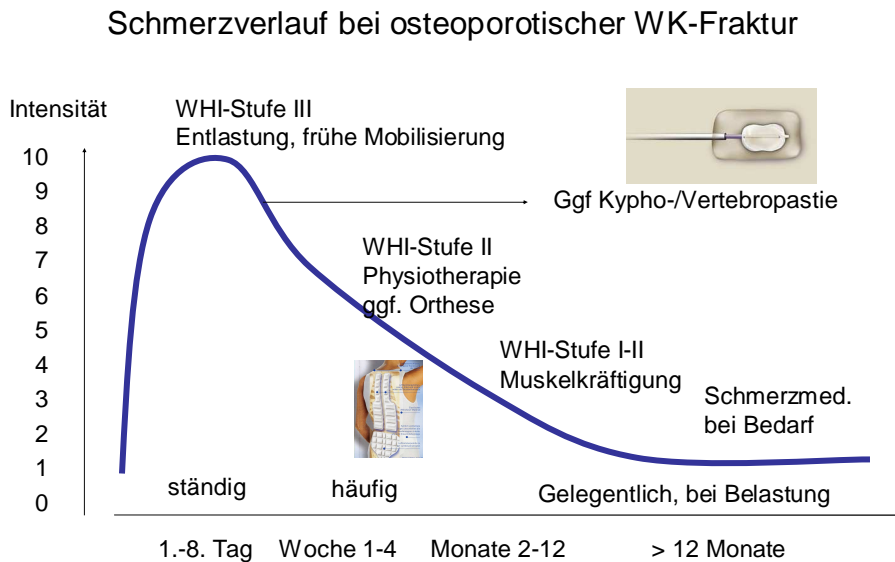 Schmerzverlauf bei osteoporotischer WK-Fraktur
Intensität
WHI-Stufe III
Entlastung, frühe Mobilisierung
10
9
8
7
6
5
4
3
2
1
0
Ggf Kypho-/Vertebropastie
WHI-Stufe II
Physiotherapie
ggf. Orthese
WHI-Stufe I-II
Muskelkräftigung
Schmerzmed.
bei Bedarf
ständig
häufig
Gelegentlich, bei Belastung
1.-8. Tag
Woche 1-4
Monate 2-12
> 12 Monate